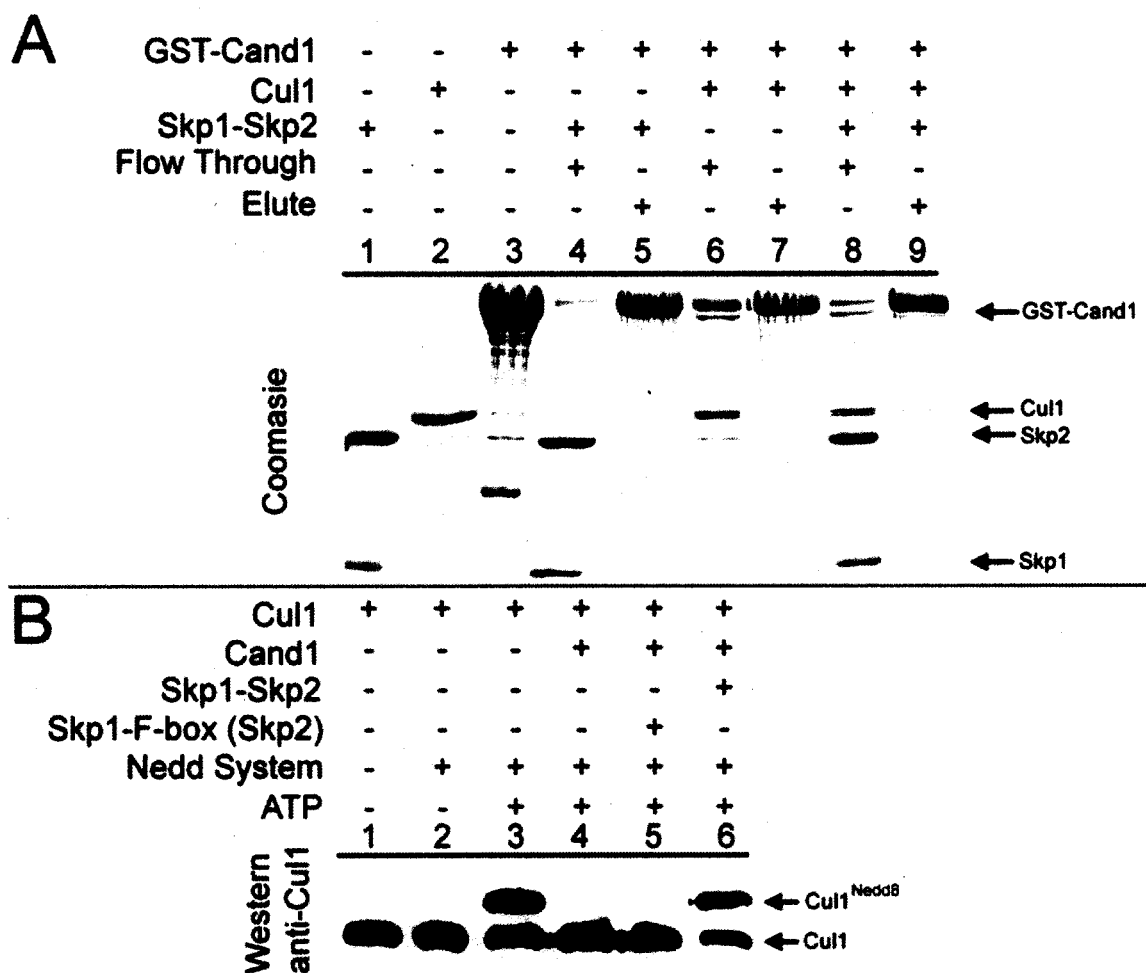 A
GST-Cand1 - - + + + + + + +
Cul1 - + - - - + + + +
Skp1-Skp2 + - - + + - - + +
Flow Through - - - + - + - + -
Elute - - - - + - + - +
1 2 3 4 5 6 7 8 9
Coomasie
GST-Cand1
Cul1
Skp2
Skp1
B
Cul1 + + + + + +
Cand1 - - - + + +
Skp1-Skp2 - - - - - +
Skp1-F-box (Skp2) - - - - + -
Nedd System - + + + + +
ATP - - + + + +
1 2 3 4 5 6
Western
anti-Cul1
Cul1Nedd8
Cul1